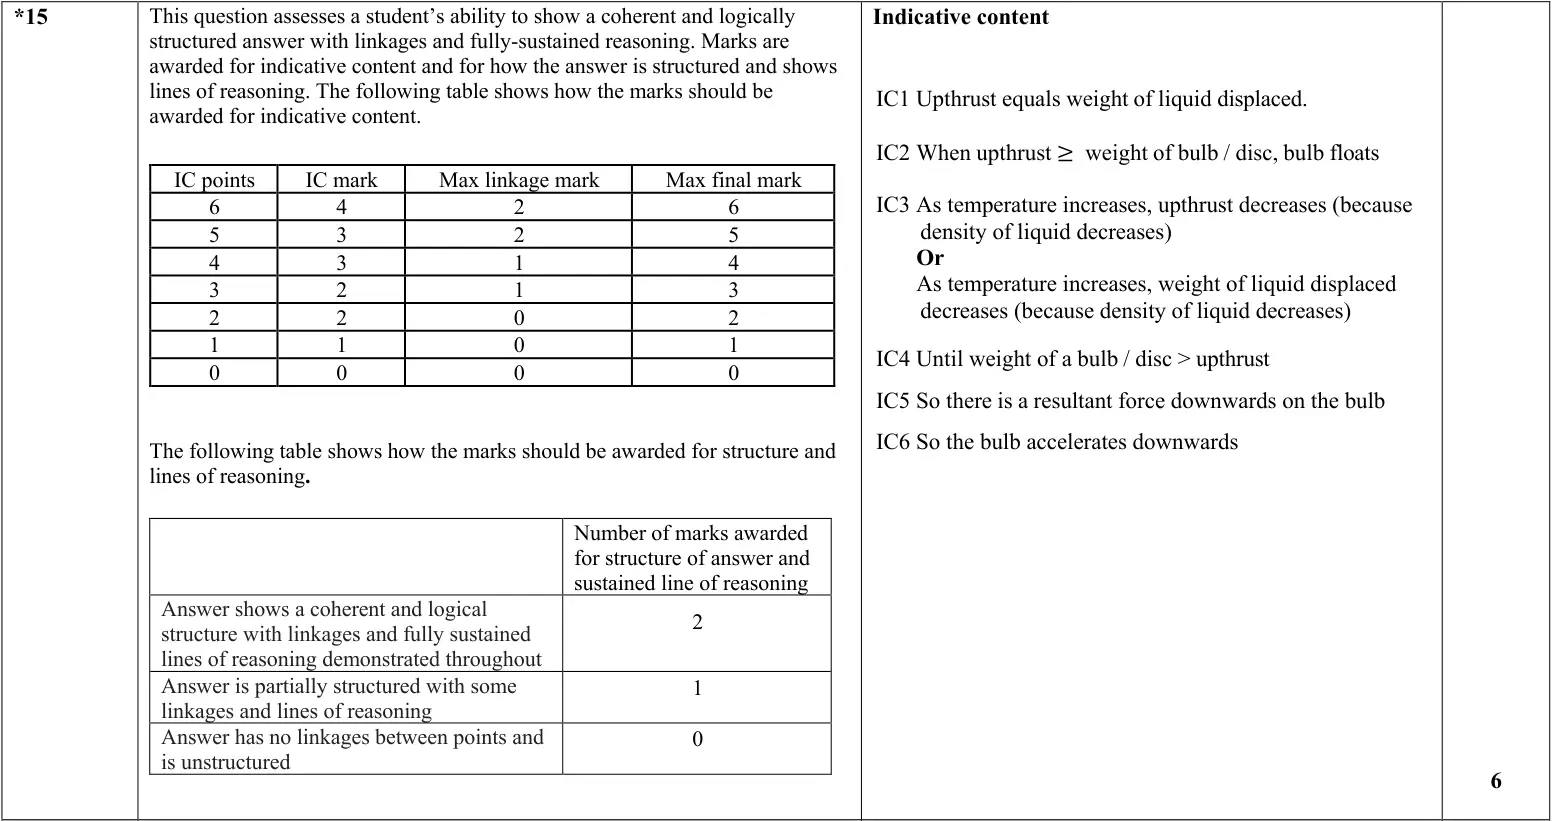 *15
This question assesses a student's ability to show a coherent and logically
structured answer with linkages and fully-sustained reasoning. Marks are
awarded for indicative content and for how the answer is structured and shows
lines of reasoning. The following table shows how the marks should be
awarded for indicative content.
IC points IC mark Max linkage mark Max final mark
6 4 2 6
5 3 2 5
4 3 1 4
3 2 1 3
2 2 0 2
1 1 0 1
0 0 0 0
The following table shows how the marks should be awarded for structure and
lines of reasoning.
Number of marks awarded
for structure of answer and
sustained line of reasoning
Answer shows a coherent and logical
structure with linkages and fully sustained
lines of reasoning demonstrated throughout
2
Answer is partially structured with some
linkages and lines of reasoning
1
Answer has no linkages between points and
is unstructured
0
Indicative content
IC1 Upthrust equals weight of liquid displaced.
IC2 When upthrust ≥ weight of bulb / disc, bulb floats
IC3 As temperature increases, upthrust decreases (because
density of liquid decreases)
Or
As temperature increases, weight of liquid displaced
decreases (because density of liquid decreases)
IC4 Until weight of a bulb / disc > upthrust
IC5 So there is a resultant force downwards on the bulb
IC6 So the bulb accelerates downwards
6